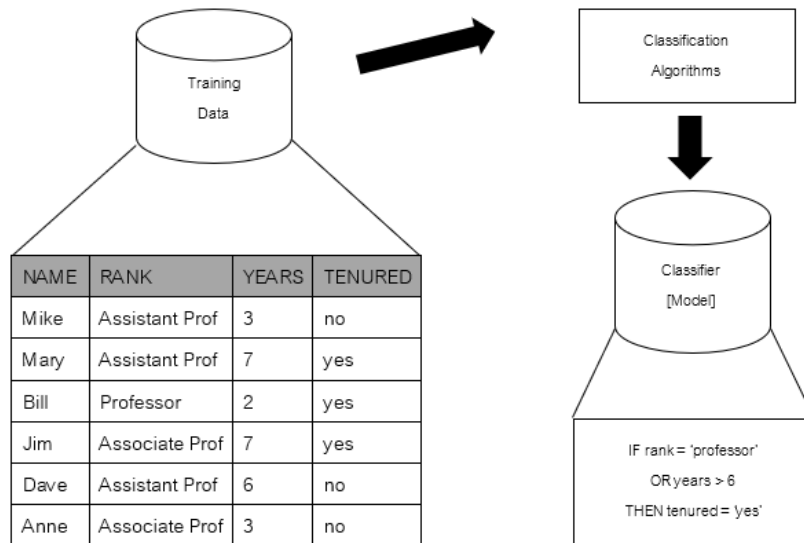 Training
Data
Classification
Algorithms
Classifier
[Model]
NAME RANK YEARS TENURED
Mike Assistant Prof 3 no
Mary Assistant Prof 7 yes
Bill Professor 2 yes
Jim Associate Prof 7 yes
Dave Assistant Prof 6 no
Anne Associate Prof 3 no
IF rank = 'professor'
OR years > 6
THEN tenured = 'yes'